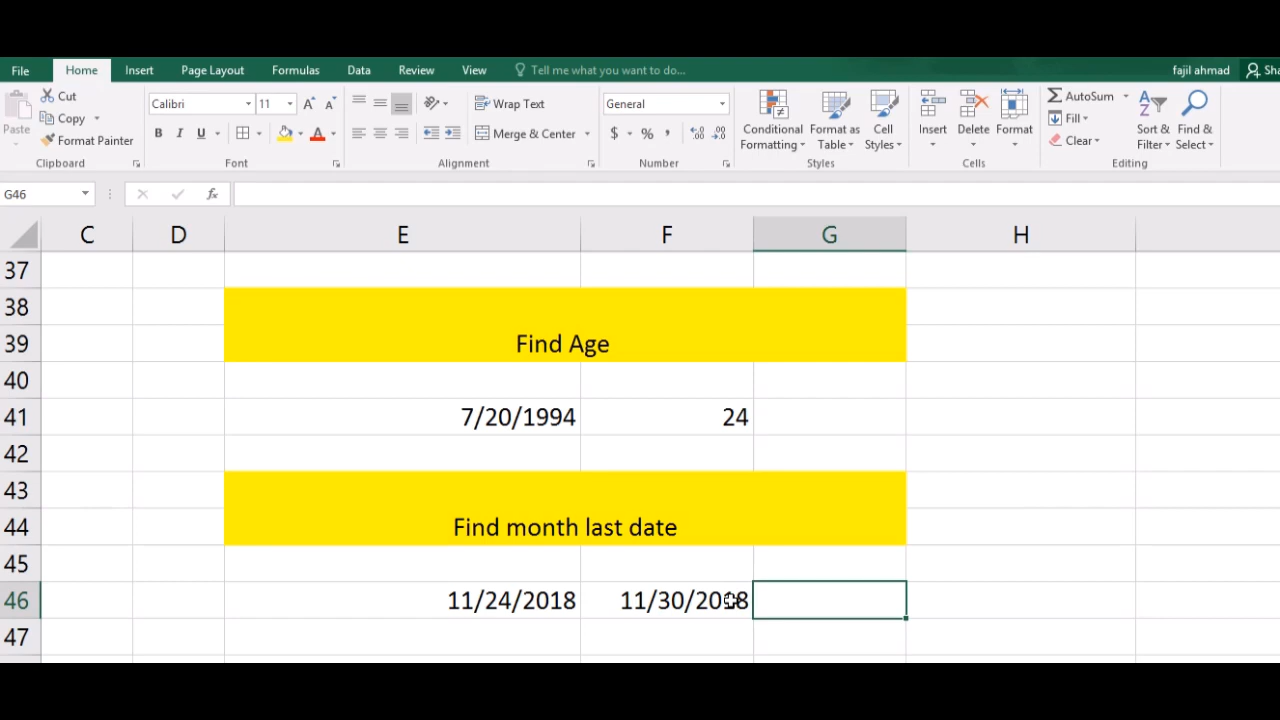 File Home Insert Page Layout Formulas Data Review View Tell me what you want to do... fajil ahmad
Cut Calibri 11 A A Wrap Text General AutoSum
Paste Copy B I U A Merge & Center $ % , Conditional Formatting Format as Table Cell Styles Insert Delete Format Fill Sort & Filter Find & Select
Format Painter Clear
Clipboard Font Alignment Number Styles Cells Editing
G46 fx
C D E F G H
37
38
39 Find Age
40
41 7/20/1994 24
42
43
44 Find month last date
45
46 11/24/2018 11/30/2018
47